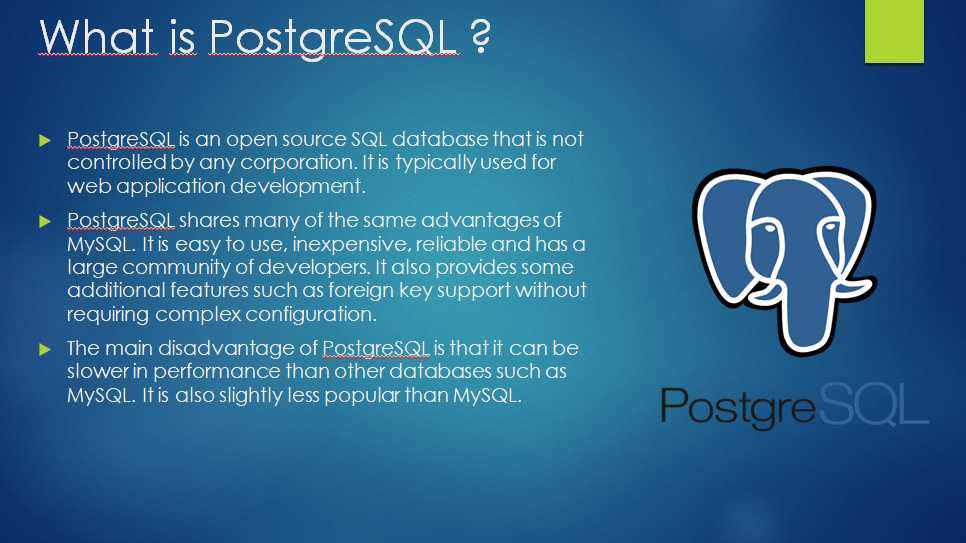 What is PostgreSQL ?
PostgreSQL is an open source SQL database that is not
controlled by any corporation. It is typically used for
web application development.
PostgreSQL shares many of the same advantages of
MySQL. It is easy to use, inexpensive, reliable and has a
large community of developers. It also provides some
additional features such as foreign key support without
requiring complex configuration.
The main disadvantage of PostgreSQL is that it can be
slower in performance than other databases such as
MySQL. It is also slightly less popular than MySQL.
PostgreSQL